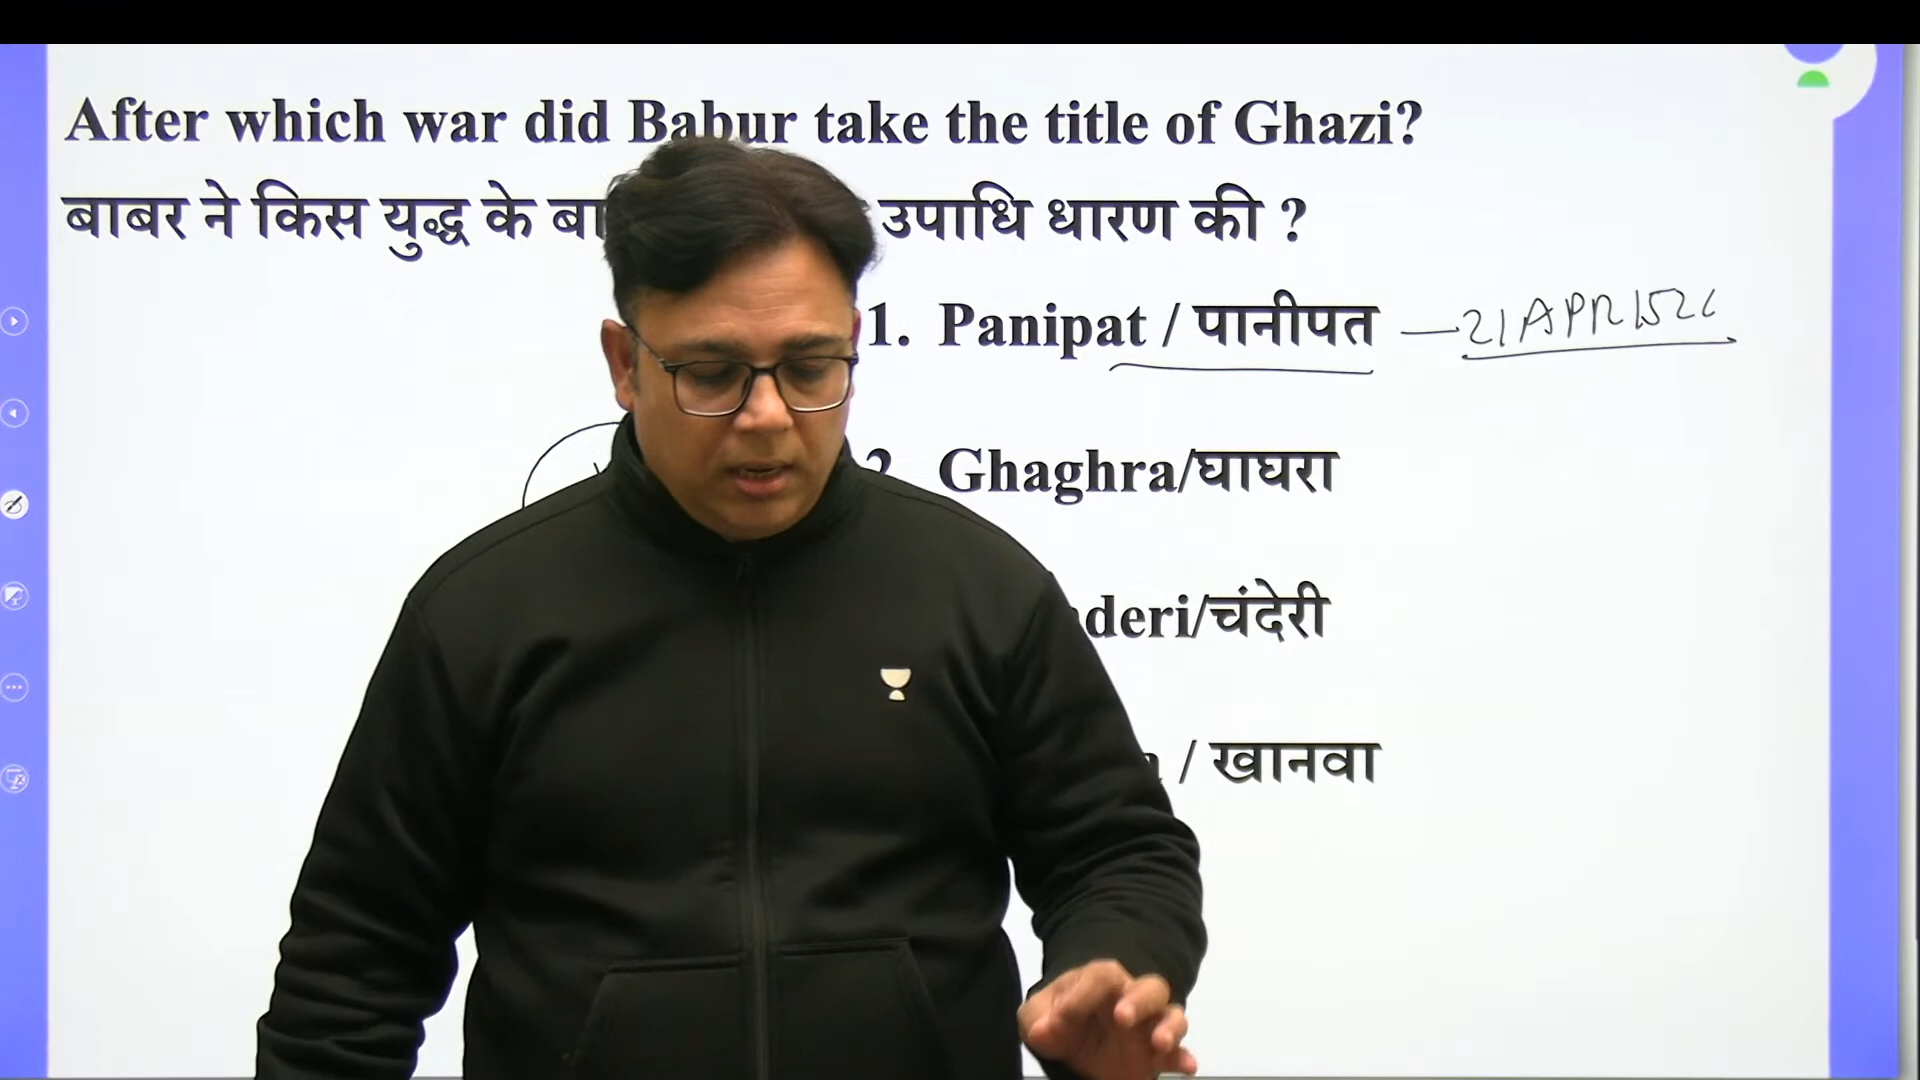 After which war did Babur take the title of Ghazi?
बाबर ने किस युद्ध के बा उपाधि धारण की ?
1. Panipat / पानीपत — 21 APR 1526
2. Ghaghra/घाघरा
deri/चंदेरी
/ खानवा